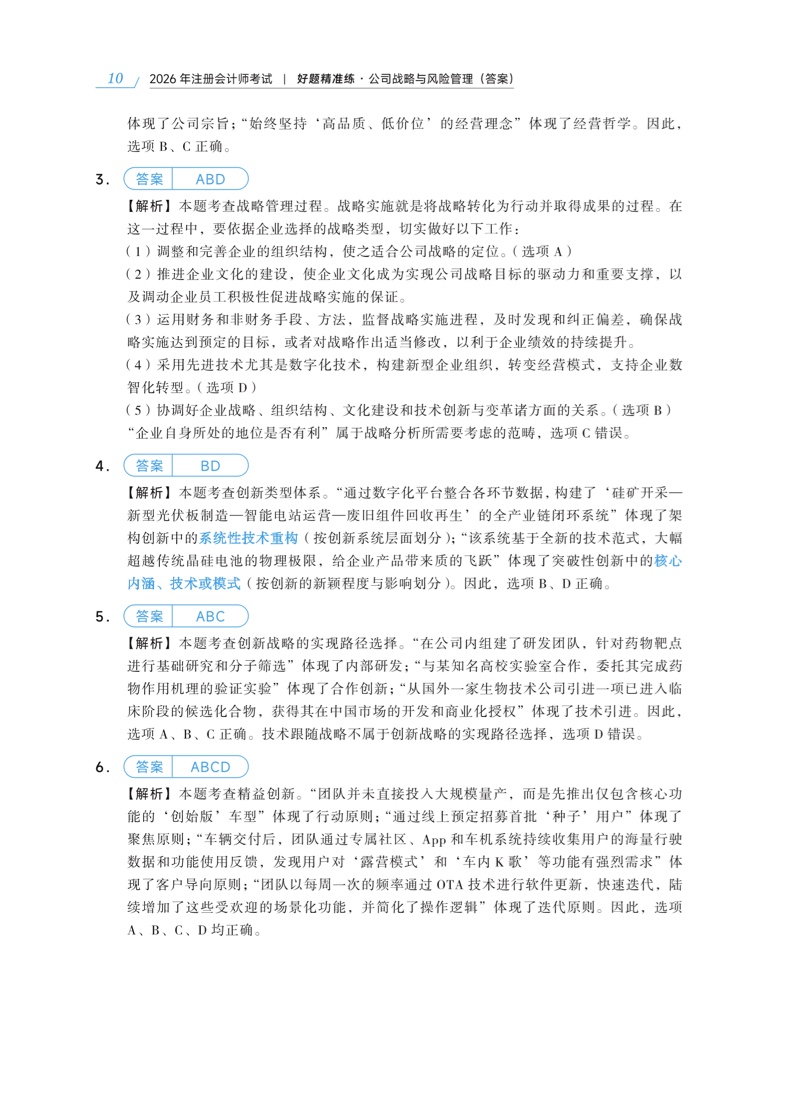 10 2026 年注册会计师考试 | 好题精准练·公司战略与风险管理（答案）
体现了公司宗旨；“始终坚持‘高品质、低价位’的经营理念”体现了经营哲学。因此，
选项 B、C 正确。
3. 答案 ABD
【解析】本题考查战略管理过程。战略实施就是将战略转化为行动并取得成果的过程。在
这一过程中，要依据企业选择的战略类型，切实做好以下工作：
（1）调整和完善企业的组织结构，使之适合公司战略的定位。（选项 A）
（2）推进企业文化的建设，使企业文化成为实现公司战略目标的驱动力和重要支撑，以
及调动企业员工积极性促进战略实施的保证。
（3）运用财务和非财务手段、方法，监督战略实施进程，及时发现和纠正偏差，确保战
略实施达到预定的目标，或者对战略作出适当修改，以利于企业绩效的持续提升。
（4）采用先进技术尤其是数字化技术，构建新型企业组织，转变经营模式，支持企业数
智化转型。（选项 D）
（5）协调好企业战略、组织结构、文化建设和技术创新与变革诸方面的关系。（选项 B）
“企业自身所处的地位是否有利”属于战略分析所需要考虑的范畴，选项 C 错误。
4. 答案 BD
【解析】本题考查创新类型体系。“通过数字化平台整合各环节数据，构建了‘硅矿开采—
新型光伏板制造—智能电站运营—废旧组件回收再生’的全产业链闭环系统”体现了架
构创新中的系统性技术重构（按创新系统层面划分）；“该系统基于全新的技术范式，大幅
超越传统晶硅电池的物理极限，给企业产品带来质的飞跃”体现了突破性创新中的核心
内涵、技术或模式（按创新的新颖程度与影响划分）。因此，选项 B、D 正确。
5. 答案 ABC
【解析】本题考查创新战略的实现路径选择。“在公司内组建了研发团队，针对药物靶点
进行基础研究和分子筛选”体现了内部研发；“与某知名高校实验室合作，委托其完成药
物作用机理的验证实验”体现了合作创新；“从国外一家生物技术公司引进一项已进入临
床阶段的候选化合物，获得其在中国市场的开发和商业化授权”体现了技术引进。因此，
选项 A、B、C 正确。技术跟随战略不属于创新战略的实现路径选择，选项 D 错误。
6. 答案 ABCD
【解析】本题考查精益创新。“团队并未直接投入大规模量产，而是先推出仅包含核心功
能的‘创始版’车型”体现了行动原则；“通过线上预定招募首批‘种子’用户”体现了
聚焦原则；“车辆交付后，团队通过专属社区、App 和车机系统持续收集用户的海量行驶
数据和功能使用反馈，发现用户对‘露营模式’和‘车内 K 歌’等功能有强烈需求”体
现了客户导向原则；“团队以每周一次的频率通过 OTA 技术进行软件更新，快速迭代，陆
续增加了这些受欢迎的场景化功能，并简化了操作逻辑”体现了迭代原则。因此，选项
A、B、C、D 均正确。